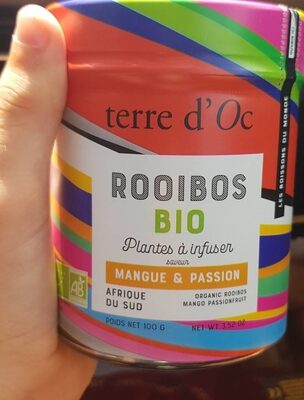 terre d'Oc
LES BOISSONS DU MONDE
ROOIBOS
BIO
Plantes à infuser
saveur
MANGUE & PASSION
AFRIQUE
DU SUD
ORGANIC ROOIBOS
MANGO PASSIONFRUIT
AB
POIDS NET 100 G
NET WT 3.52 OZ